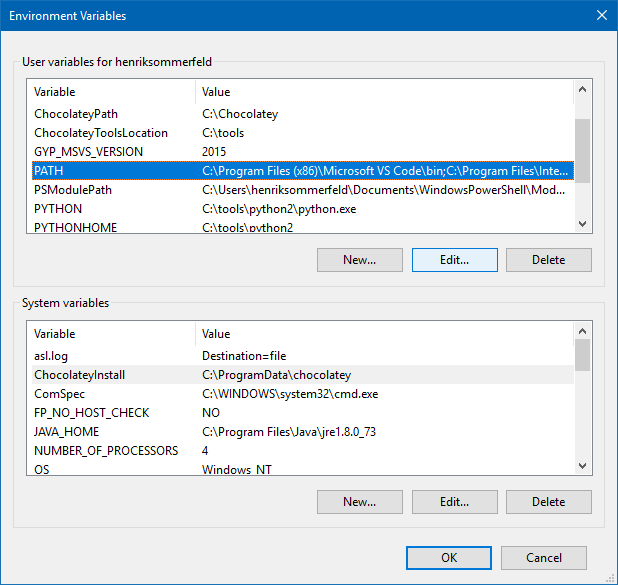 Environment Variables
User variables for henriksommerfeld
Variable Value
ChocolateyPath C:\Chocolatey
ChocolateyToolsLocation C:\tools
GYP_MSVS_VERSION 2015
PATH C:\Program Files (x86)\Microsoft VS Code\bin;C:\Program Files\Inte...
PSModulePath C:\Users\henriksommerfeld\Documents\WindowsPowerShell\Mod...
PYTHON C:\tools\python2\python.exe
PYTHONHOME C:\tools\python2
New... Edit... Delete
System variables
Variable Value
asl.log Destination=file
ChocolateyInstall C:\ProgramData\chocolatey
ComSpec C:\WINDOWS\system32\cmd.exe
FP_NO_HOST_CHECK NO
JAVA_HOME C:\Program Files\Java\jre1.8.0_73
NUMBER_OF_PROCESSORS 4
OS Windows_NT
New... Edit... Delete
OK Cancel